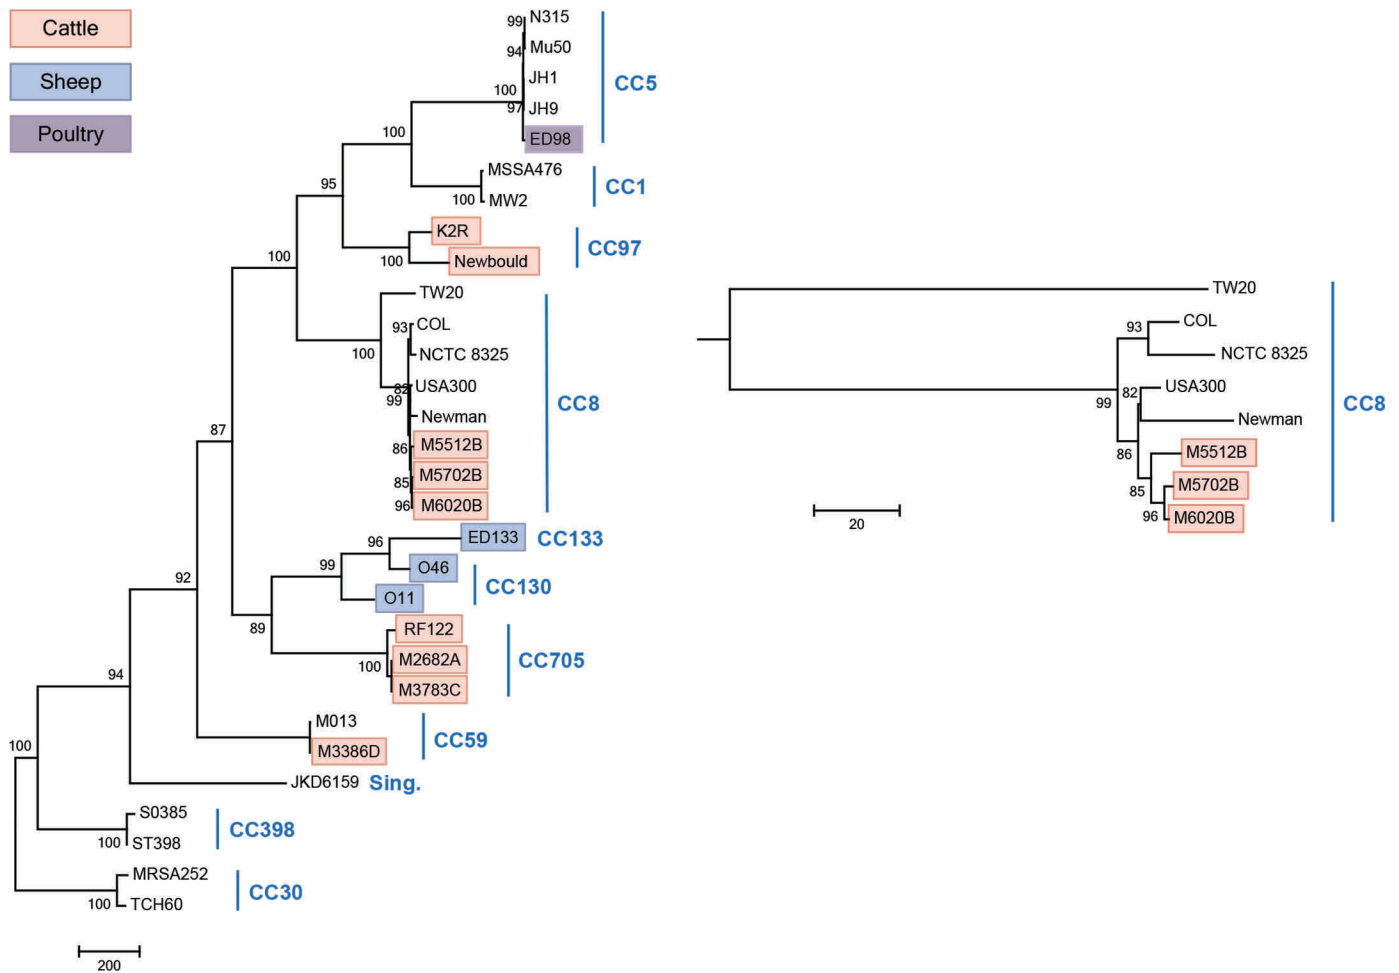 Cattle
Sheep
Poultry
99
N315
94
Mu50
JH1
100
97
JH9
ED98
CC5
100
MSSA476
100
MW2
CC1
95
K2R
100
Newbould
CC97
100
TW20
100
93
COL
NCTC 8325
82
USA300
99
Newman
86
M5512B
85
M5702B
96
M6020B
CC8
87
96
ED133
CC133
99
O46
O11
CC130
89
RF122
100
M2682A
M3783C
CC705
92
M013
M3386D
CC59
94
JKD6159
Sing.
100
S0385
100
ST398
CC398
MRSA252
100
TCH60
CC30
200
TW20
93
COL
NCTC 8325
99
82
USA300
Newman
86
M5512B
85
M5702B
96
M6020B
CC8
20